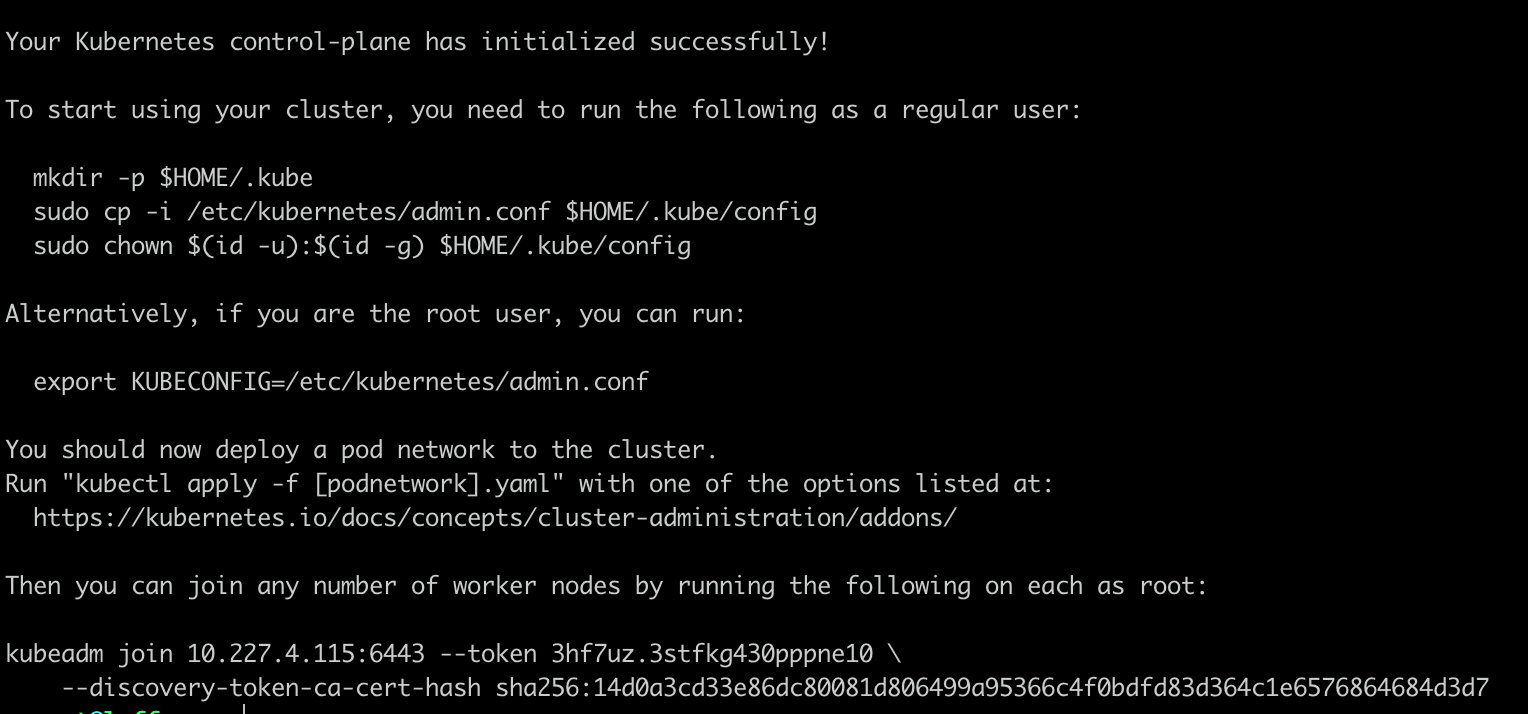 Your Kubernetes control-plane has initialized successfully!
To start using your cluster, you need to run the following as a regular user:
mkdir -p $HOME/.kube
sudo cp -i /etc/kubernetes/admin.conf $HOME/.kube/config
sudo chown $(id -u):$(id -g) $HOME/.kube/config
Alternatively, if you are the root user, you can run:
export KUBECONFIG=/etc/kubernetes/admin.conf
You should now deploy a pod network to the cluster.
Run "kubectl apply -f [podnetwork].yaml" with one of the options listed at:
https://kubernetes.io/docs/concepts/cluster-administration/addons/
Then you can join any number of worker nodes by running the following on each as root:
kubeadm join 10.227.4.115:6443 --token 3hf7uz.3stfkg430pppne10 \
--discovery-token-ca-cert-hash sha256:14d0a3cd33e86dc80081d806499a95366c4f0bdfd83d364c1e6576864684d3d7